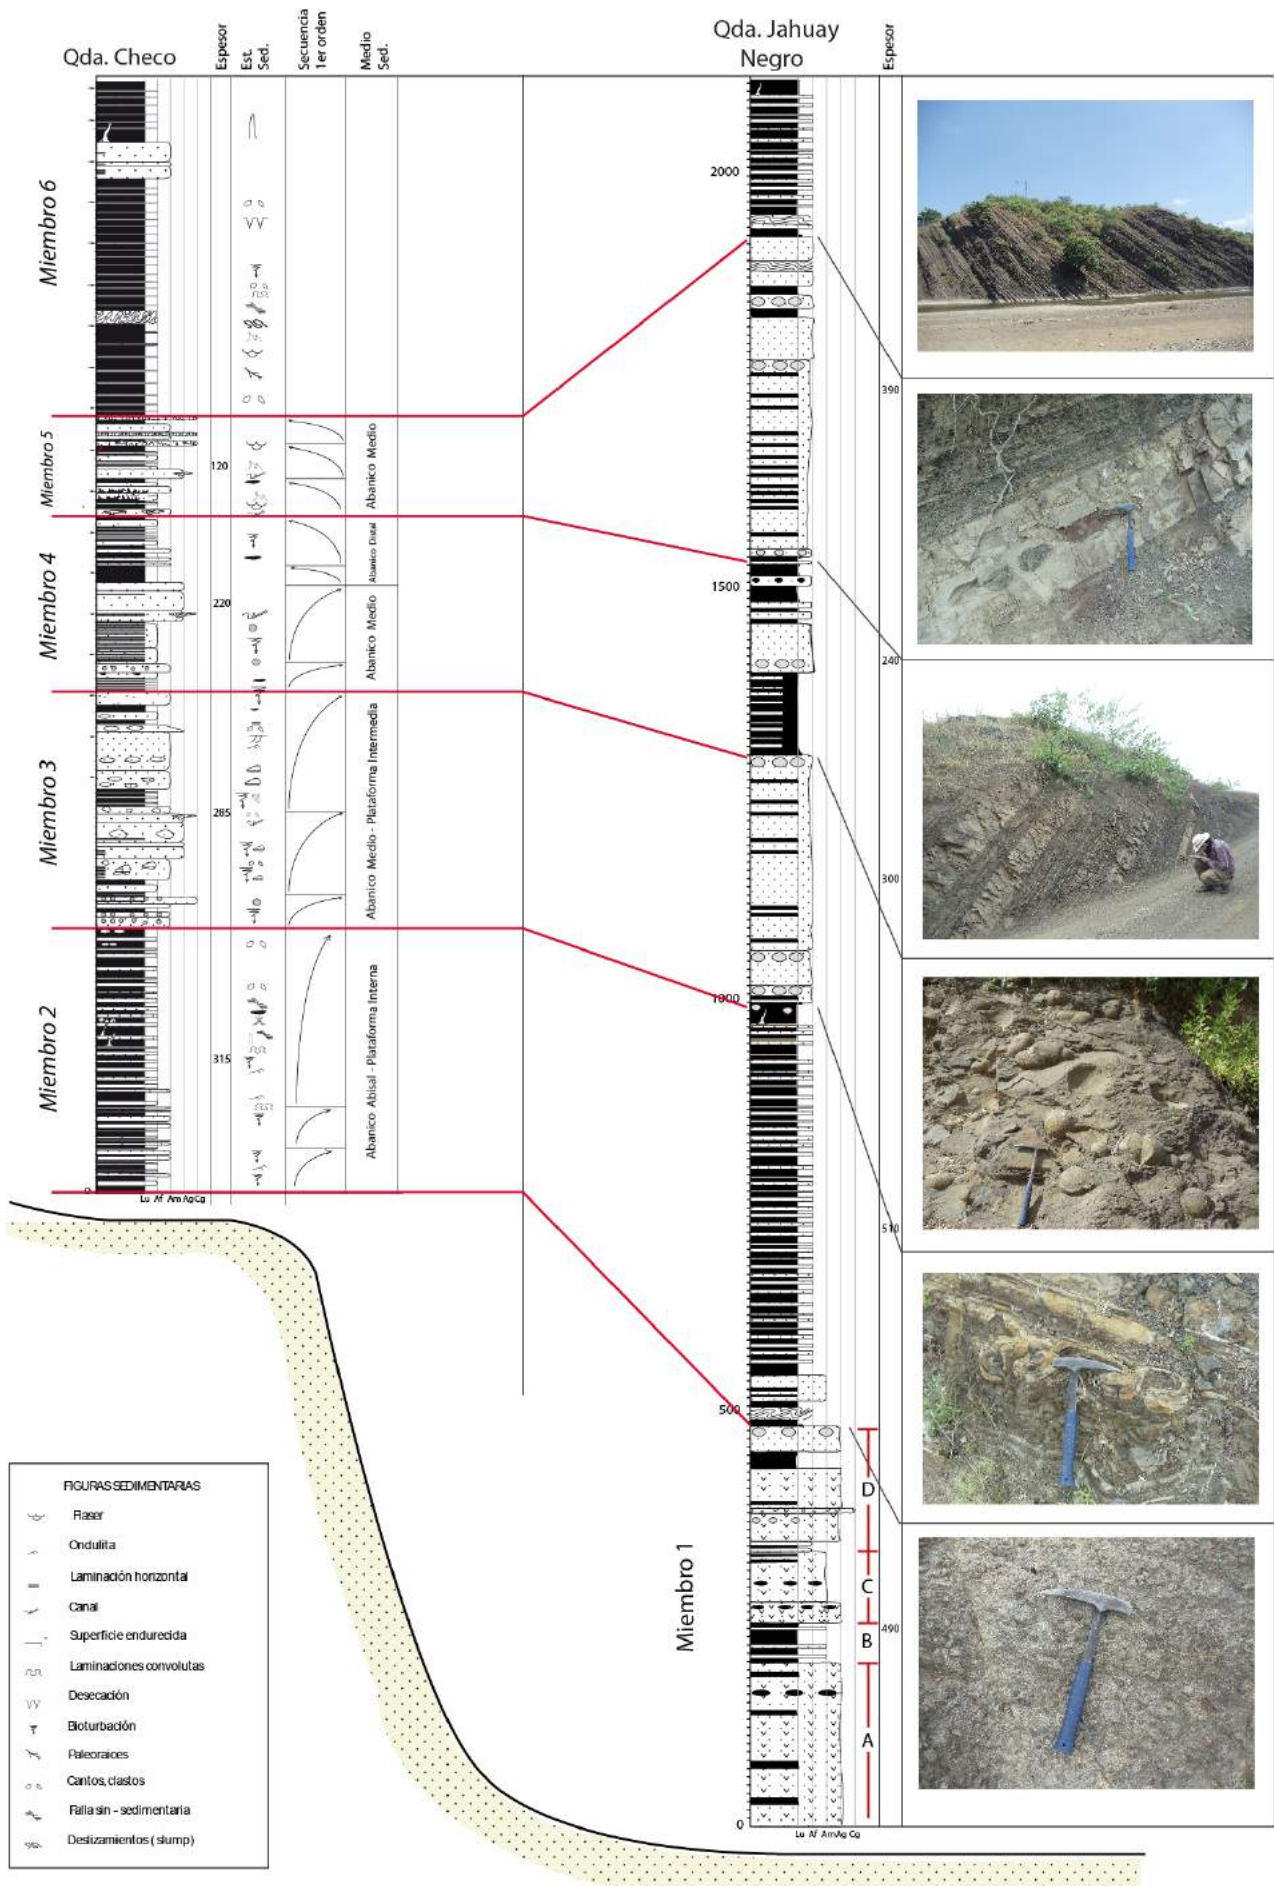 Qda. Checo
Espesor
Est.
Sed.
Secuencia
1er orden
Medio
Sed.
Qda. Jahuay
Negro
Espesor
Miembro 6
Miembro 5
Miembro 4
Miembro 3
Miembro 2
120
220
285
315
Abanico Medio
Abanico Distal
Abanico Medio
Abanico Medio - Plataforma Intermedia
Abanico Abisal - Plataforma Interna
0
Lu Af Am Ag Cg
2000
1500
1000
500
0
390
240
300
510
490
Miembro 1
D
C
B
A
Lu Af Am Ag Cg
FIGURAS SEDIMENTARIAS
Flaser
Ondulita
Laminación horizontal
Canal
Superficie endurecida
Laminaciones convolutas
Desecación
Bioturbación
Paleoraices
Cantos, clastos
Falla sin - sedimentaria
Deslizamientos ( slump)